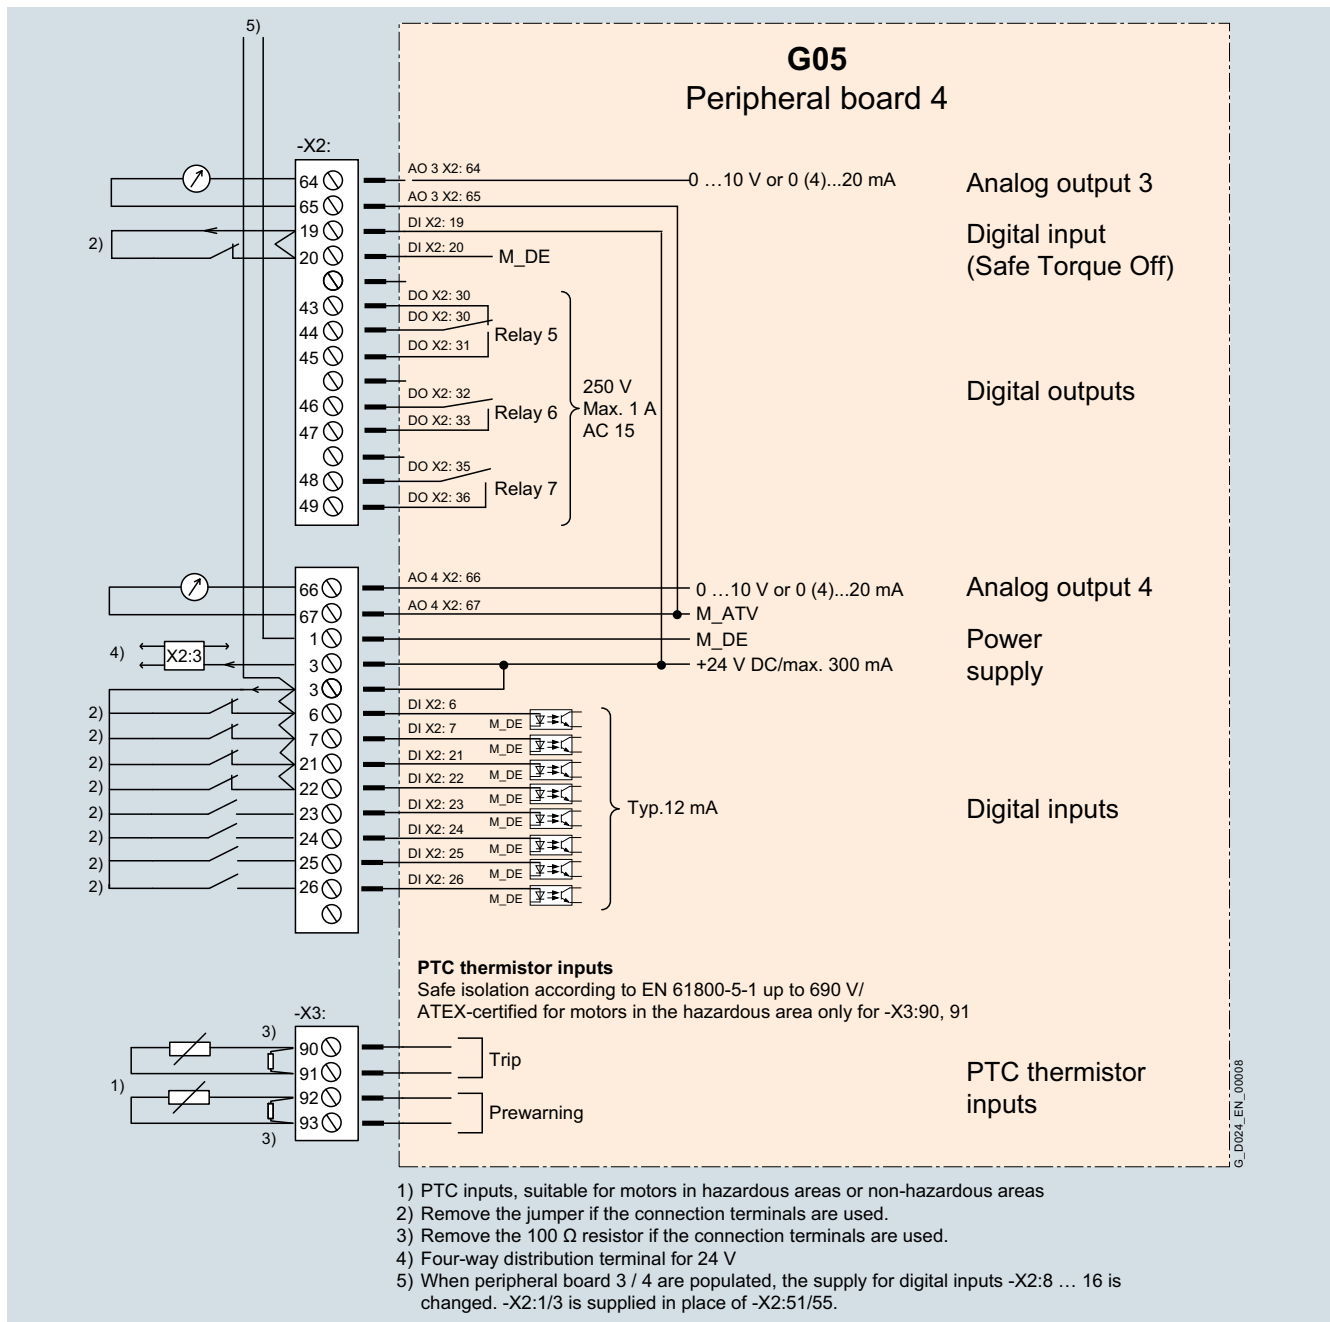 5)
G05
Peripheral board 4
-X2:
64
AO 3 X2: 64
0 …10 V or 0 (4)...20 mA
Analog output 3
65
AO 3 X2: 65
2)
19
DI X2: 19
Digital input
(Safe Torque Off)
20
DI X2: 20
M_DE
43
DO X2: 30
44
DO X2: 30
Relay 5
45
DO X2: 31
46
DO X2: 32
Relay 6
47
DO X2: 33
250 V
Max. 1 A
AC 15
Digital outputs
48
DO X2: 35
Relay 7
49
DO X2: 36
66
AO 4 X2: 66
0 …10 V or 0 (4)...20 mA
Analog output 4
67
AO 4 X2: 67
M_ATV
1
M_DE
Power
supply
4)
X2:3
3
+24 V DC/max. 300 mA
3
2)
6
DI X2: 6
M_DE
2)
7
DI X2: 7
M_DE
2)
21
DI X2: 21
M_DE
2)
22
DI X2: 22
M_DE
2)
23
DI X2: 23
M_DE
2)
24
DI X2: 24
M_DE
2)
25
DI X2: 25
M_DE
2)
26
DI X2: 26
M_DE
Typ.12 mA
Digital inputs
PTC thermistor inputs
Safe isolation according to EN 61800-5-1 up to 690 V/
ATEX-certified for motors in the hazardous area only for -X3:90, 91
-X3:
3)
90
91
Trip
1)
92
93
Prewarning
3)
PTC thermistor
inputs
G_D024_EN_00008
1) PTC inputs, suitable for motors in hazardous areas or non-hazardous areas
2) Remove the jumper if the connection terminals are used.
3) Remove the 100 Ω resistor if the connection terminals are used.
4) Four-way distribution terminal for 24 V
5) When peripheral board 3 / 4 are populated, the supply for digital inputs -X2:8 … 16 is
changed. -X2:1/3 is supplied in place of -X2:51/55.